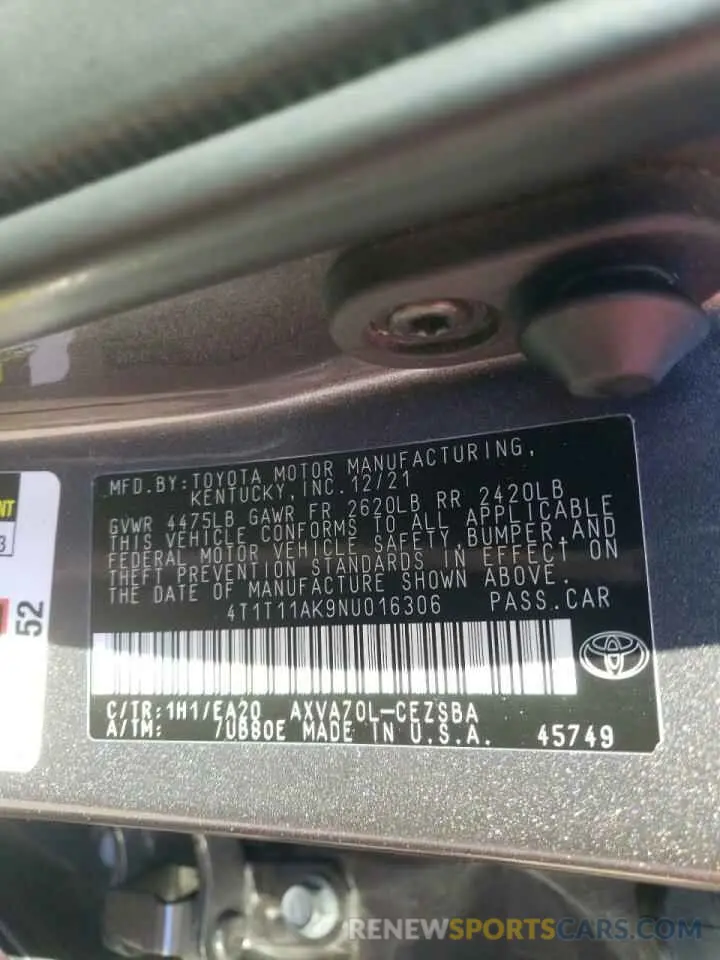 MFD.BY: TOYOTA MOTOR MANUFACTURING,
KENTUCKY, INC. 12/21
GVWR 4475LB GAWR FR 2620LB RR 2420LB
THIS VEHICLE CONFORMS TO ALL APPLICABLE
FEDERAL MOTOR VEHICLE SAFETY, BUMPER, AND
THEFT PREVENTION STANDARDS IN EFFECT ON
THE DATE OF MANUFACTURE SHOWN ABOVE.
4T1T11AK9NU016306 PASS.CAR
C/TR: 1H1/EA20 AXVA70L-CEZSBA
A/TM: /UB80E MADE IN U.S.A. 45749
52
RENEWSPORTSCARS.COM